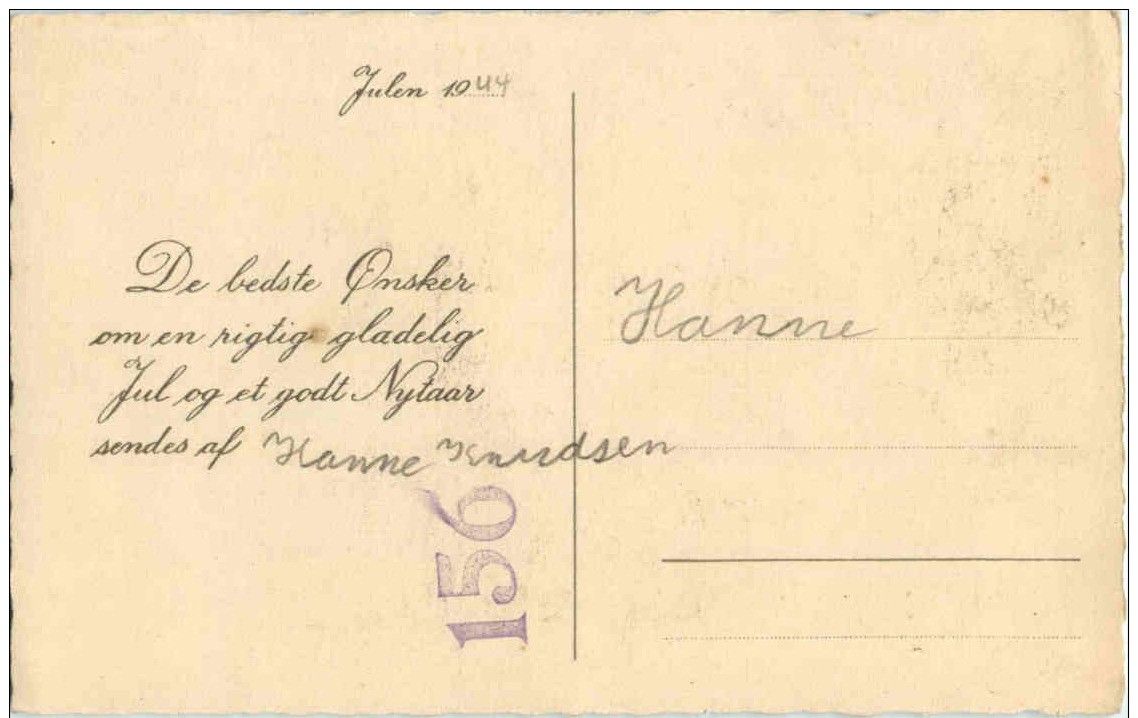 Julen 1944
De bedste Ønsker
om en rigtig gladelig
Jul og et godt Nytaar
sendes af Hanne Knudsen
156
Hanne